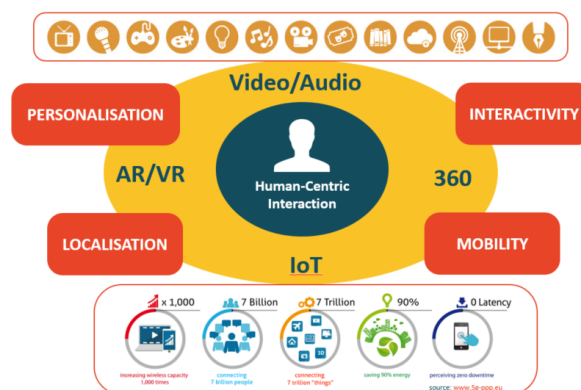 Video/Audio
PERSONALISATION
INTERACTIVITY
AR/VR
Human-Centric
Interaction
360
LOCALISATION
MOBILITY
IoT
x 1,000
7 Billion
7 Trillion
90%
0 Latency
increasing wireless capacity
1,000 times
connecting
7 billion people
connecting
7 trillion "things"
saving 90% energy
perceiving zero downtime
source: www.5g-ppp.eu